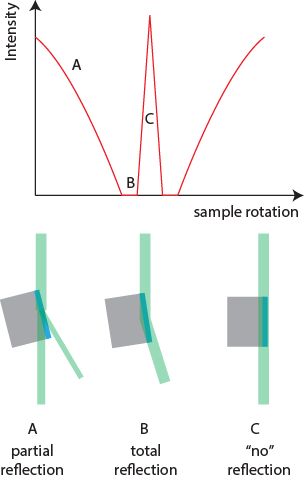 Intensity
A
C
B
sample rotation
A B C
partial total “no”
reflection reflection reflection